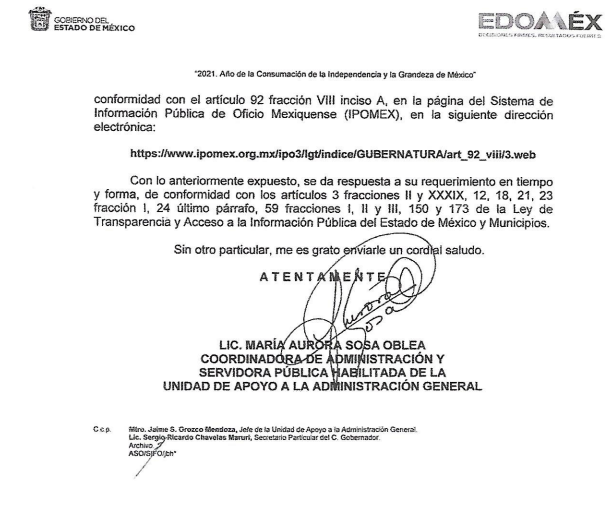 GOBIERNO DEL
ESTADO DE MÉXICO
EDOMÉX
DECISIONES FIRMES, RESULTADOS FUERTES.
"2021. Año de la Consumación de la Independencia y la Grandeza de México"
conformidad con el artículo 92 fracción VIII inciso A, en la página del Sistema de
Información Pública de Oficio Mexiquense (IPOMEX), en la siguiente dirección
electrónica:
https://www.ipomex.org.mx/ipo3/lgt/indice/GUBERNATURA/art_92_viii/3.web
Con lo anteriormente expuesto, se da respuesta a su requerimiento en tiempo
y forma, de conformidad con los artículos 3 fracciones II y XXXIX, 12, 18, 21, 23
fracción I, 24 último párrafo, 59 fracciones I, II y III, 150 y 173 de la Ley de
Transparencia y Acceso a la Información Pública del Estado de México y Municipios.
Sin otro particular, me es grato enviarle un cordial saludo.
ATENTAMENTE
Aurora
Sosa
LIC. MARÍA AURORA SOSA OBLEA
COORDINADORA DE ADMINISTRACIÓN Y
SERVIDORA PÚBLICA HABILITADA DE LA
UNIDAD DE APOYO A LA ADMINISTRACIÓN GENERAL
C.c.p. Mtro. Jaime S. Orozco Mendoza, Jefe de la Unidad de Apoyo a la Administración General.
Lic. Sergio Ricardo Chavelas Maruri, Secretario Particular del C. Gobernador.
Archivo
ASO/SIFO/jbh*